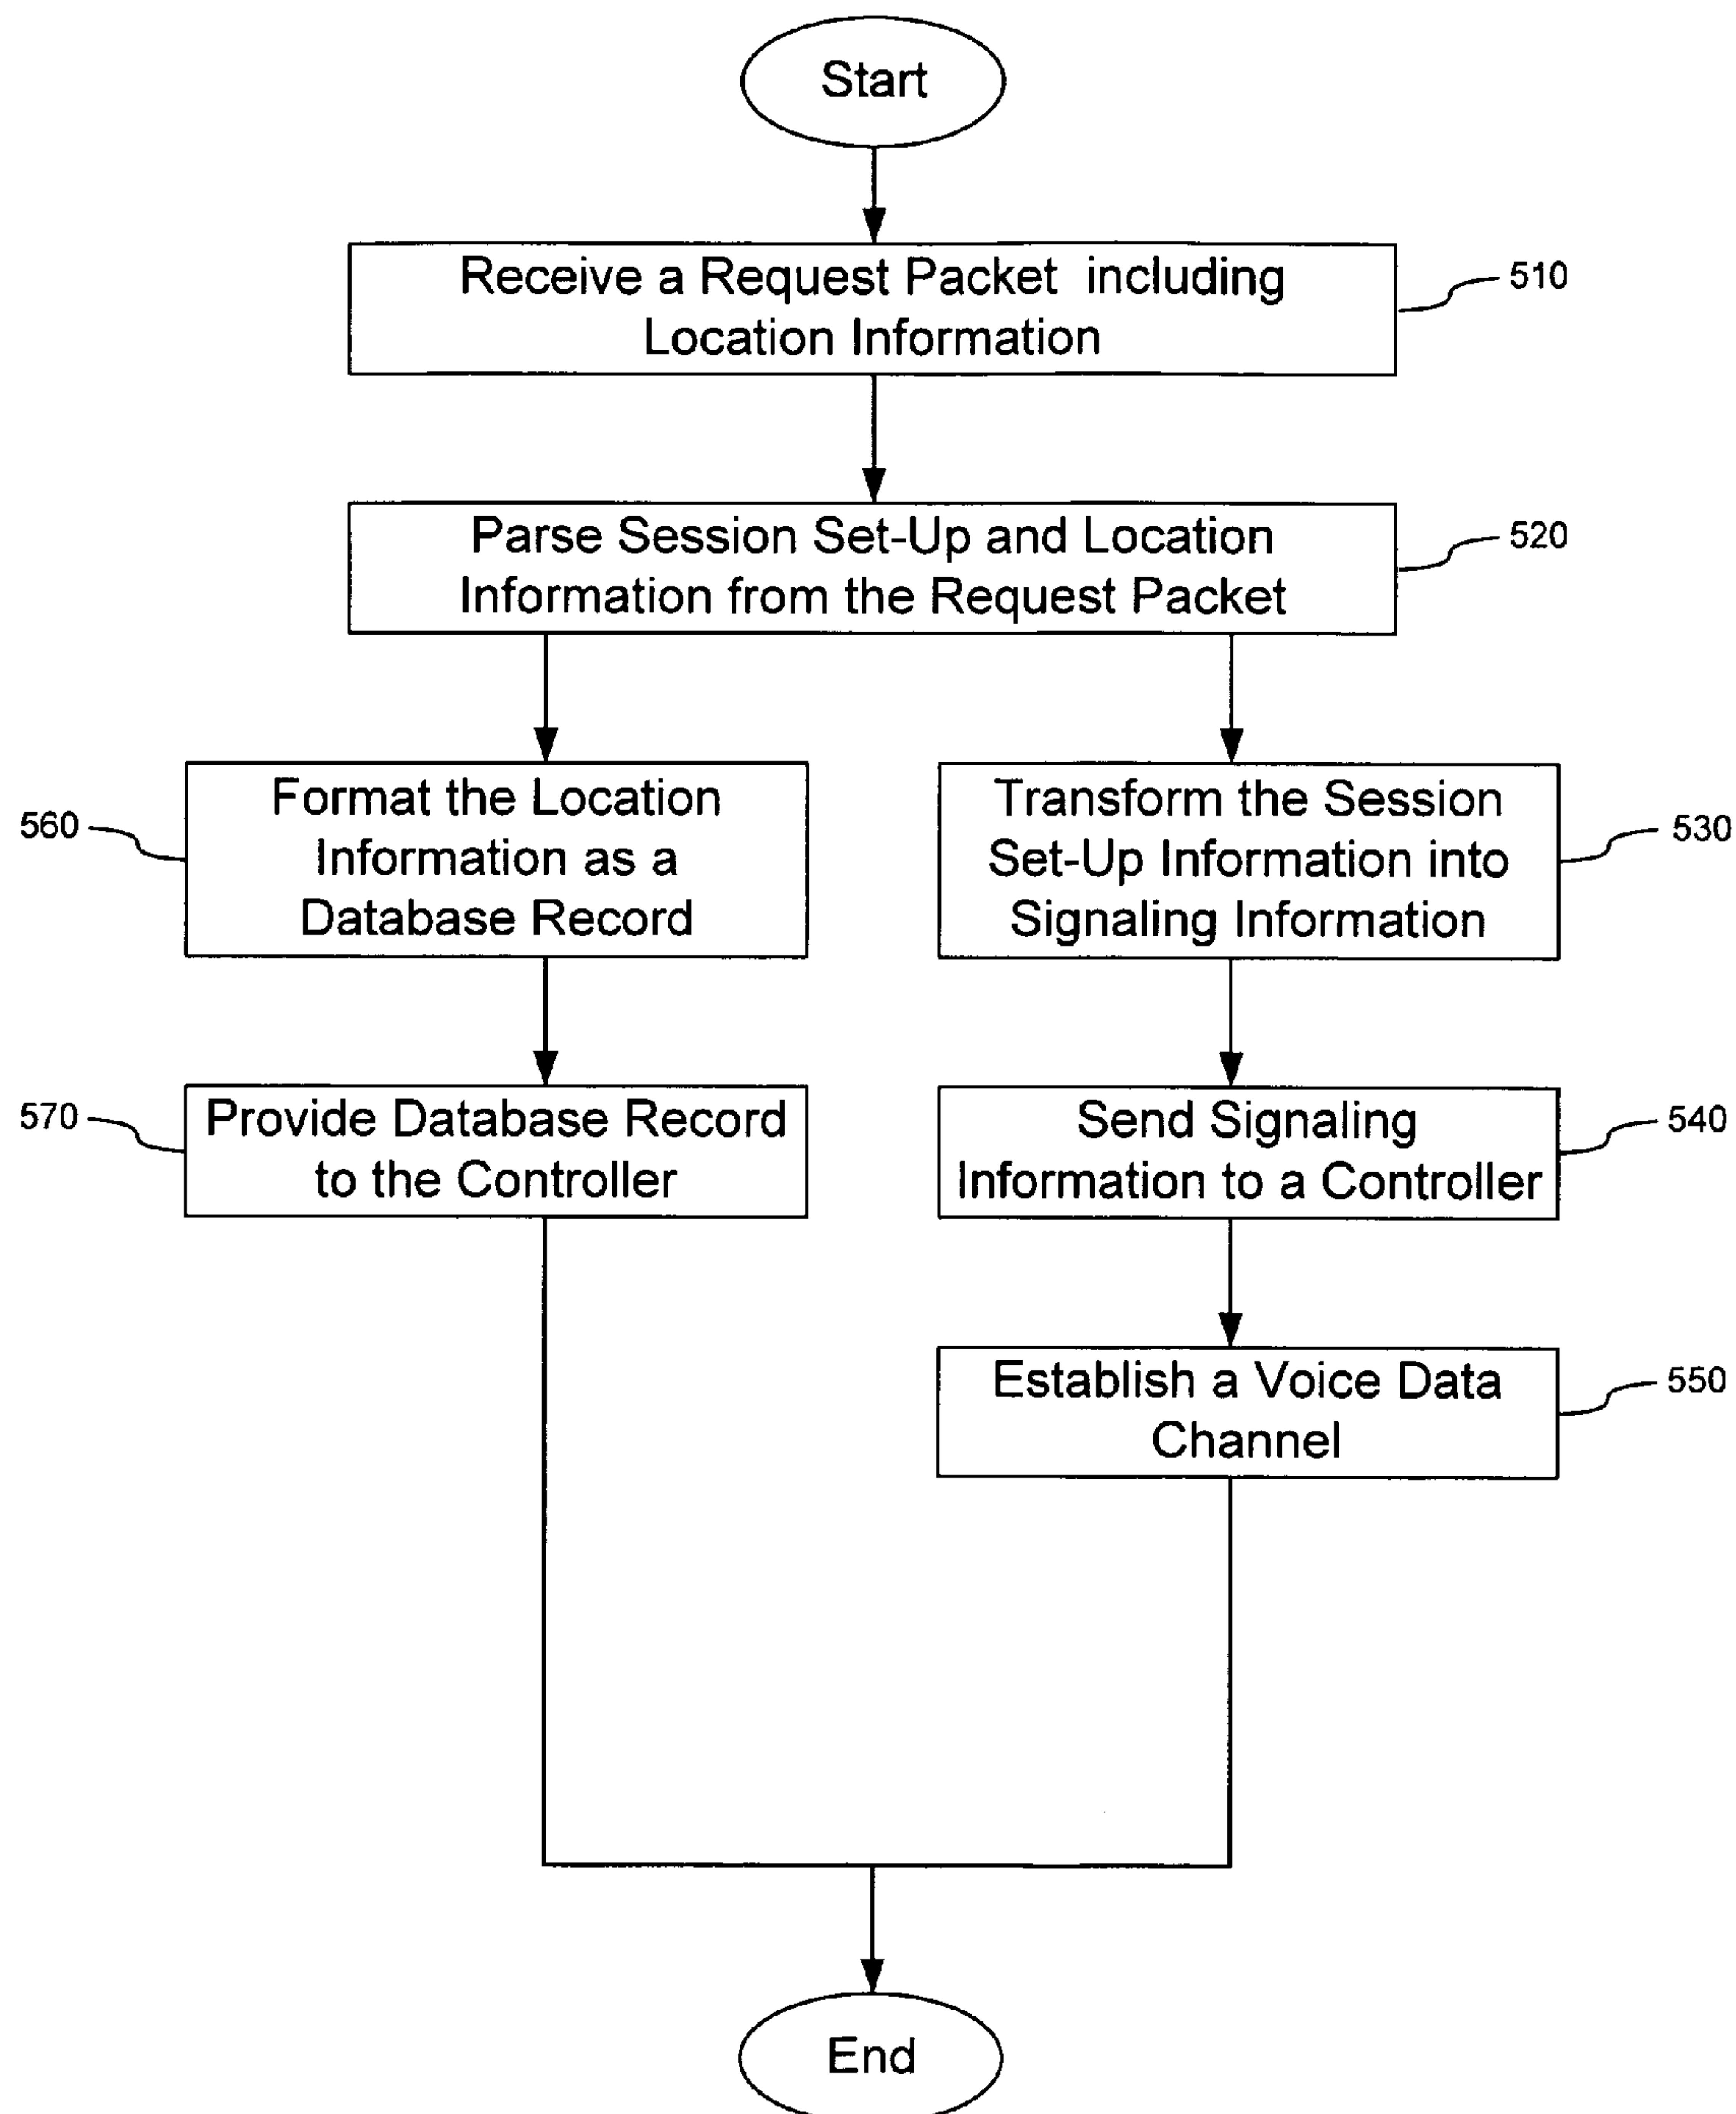 Start
Receive a Request Packet including
Location Information
510
Parse Session Set-Up and Location
Information from the Request Packet
520
Format the Location
Information as a
Database Record
560
Transform the Session
Set-Up Information into
Signaling Information
530
Provide Database Record
to the Controller
570
Send Signaling
Information to a Controller
540
Establish a Voice Data
Channel
550
End